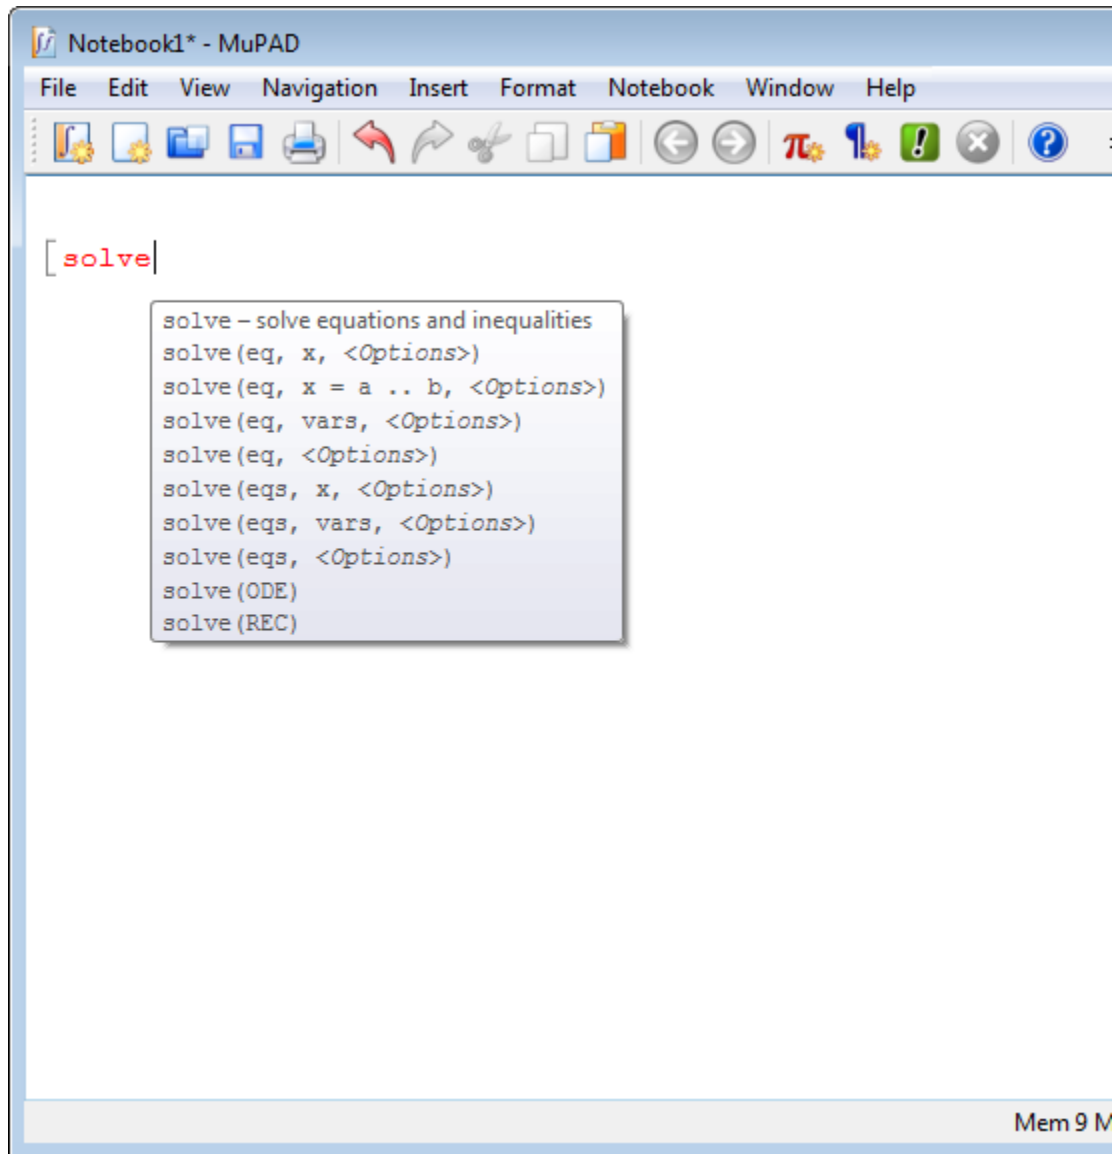 Notebook1* - MuPAD
File Edit View Navigation Insert Format Notebook Window Help
solve
solve – solve equations and inequalities
solve(eq, x, <Options>)
solve(eq, x = a .. b, <Options>)
solve(eq, vars, <Options>)
solve(eq, <Options>)
solve(eqs, x, <Options>)
solve(eqs, vars, <Options>)
solve(eqs, <Options>)
solve(ODE)
solve(REC)
Mem 9 M